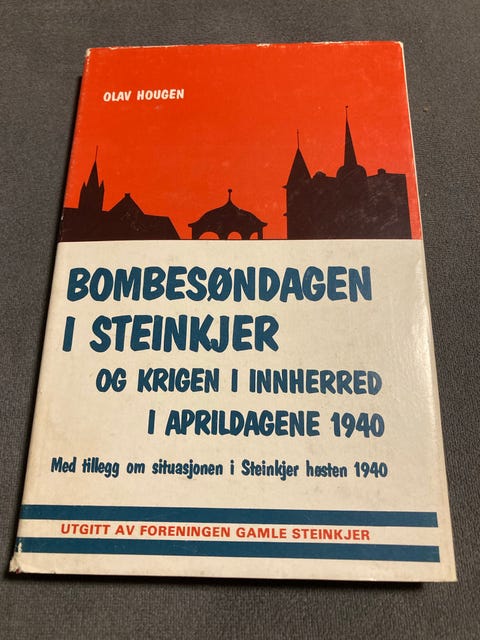 OLAV HOUGEN
BOMBESØNDAGEN
I STEINKJER
OG KRIGEN I INNHERRED
I APRILDAGENE 1940
Med tillegg om situasjonen i Steinkjer høsten 1940
UTGITT AV FORENINGEN GAMLE STEINKJER